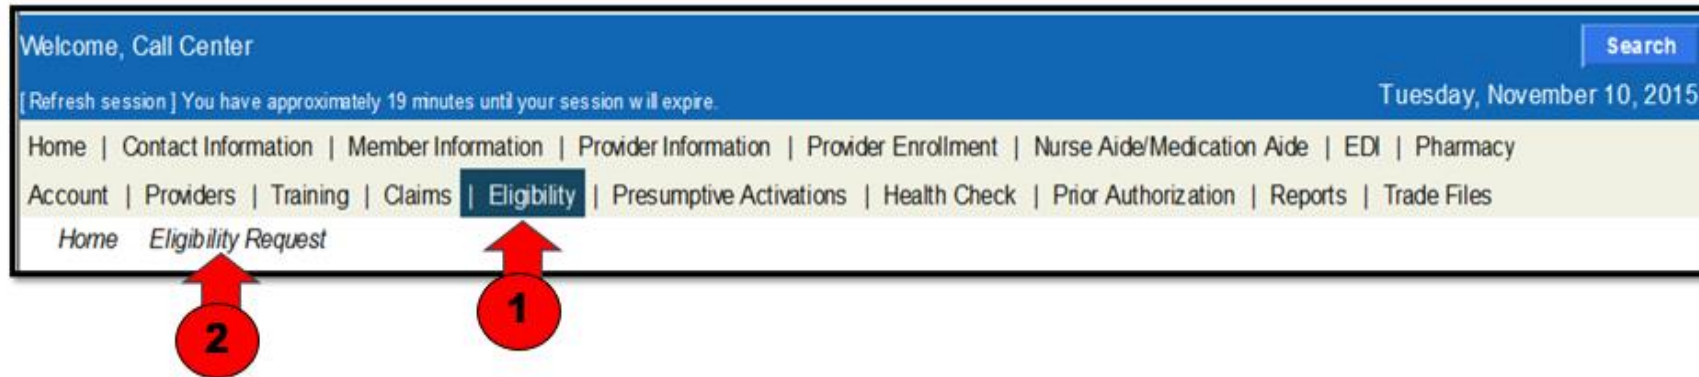 Welcome, Call Center
Search
[ Refresh session ] You have approximately 19 minutes until your session will expire.
Tuesday, November 10, 2015
Home | Contact Information | Member Information | Provider Information | Provider Enrollment | Nurse Aide/Medication Aide | EDI | Pharmacy
Account | Providers | Training | Claims | Eligibility | Presumptive Activations | Health Check | Prior Authorization | Reports | Trade Files
Home Eligibility Request
1
2